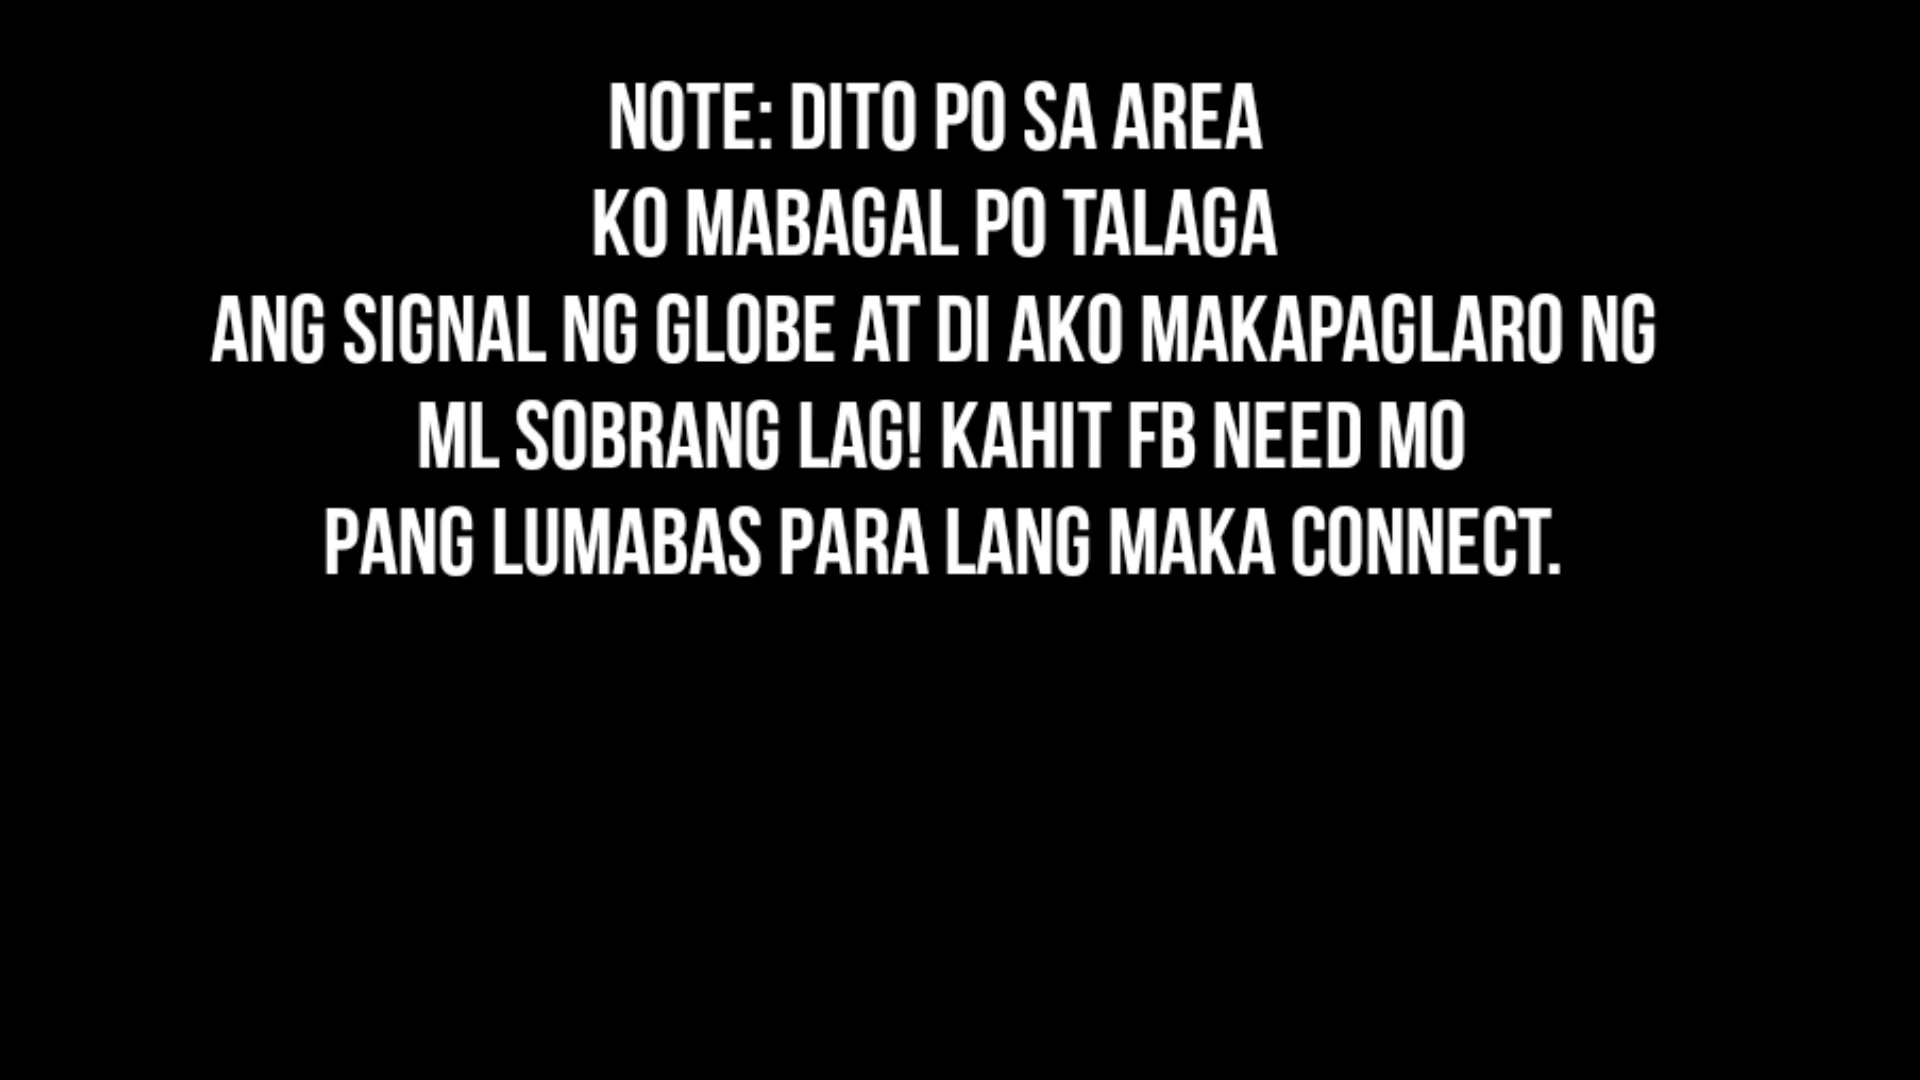 NOTE: DITO PO SA AREA
KO MABAGAL PO TALAGA
ANG SIGNAL NG GLOBE AT DI AKO MAKAPAGLARO NG
ML SOBRANG LAG! KAHIT FB NEED MO
PANG LUMABAS PARA LANG MAKA CONNECT.